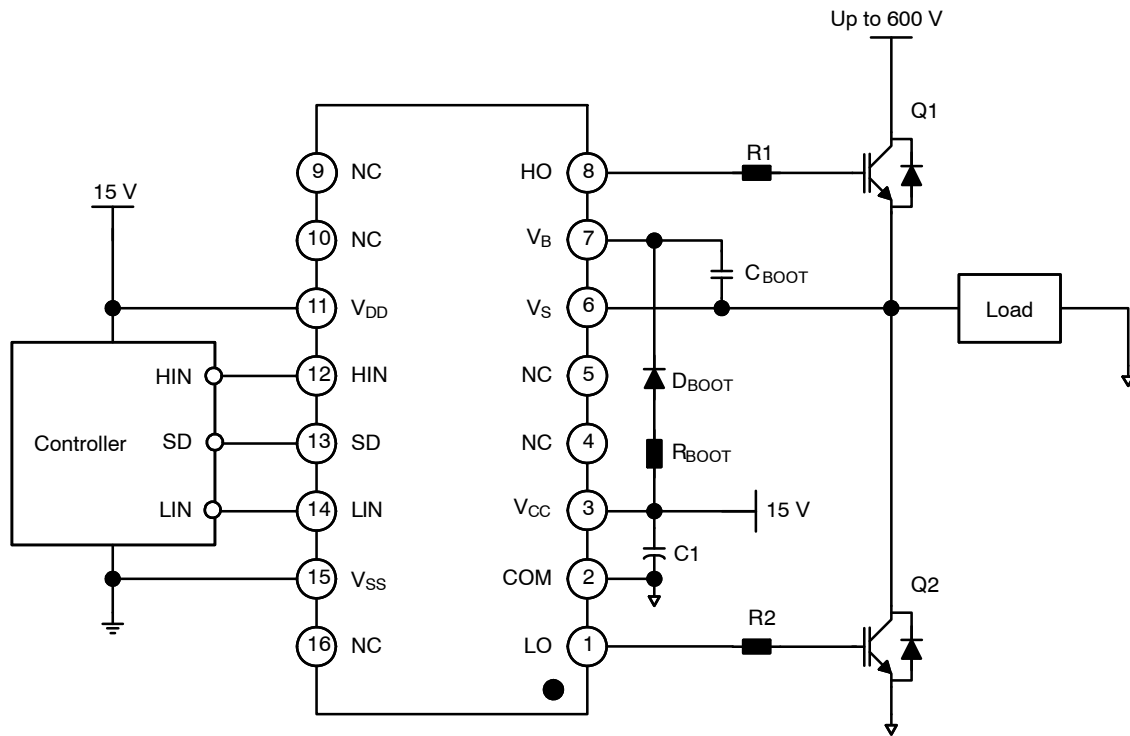 Up to 600 V
Q1
R1
9 NC HO 8
15 V
10 NC VB 7
CBOOT
11 VDD VS 6
Load
HIN 12 HIN NC 5
DBOOT
Controller SD 13 SD NC 4
RBOOT
LIN 14 LIN VCC 3
15 V
C1
15 VSS COM 2
Q2
R2
16 NC LO 1